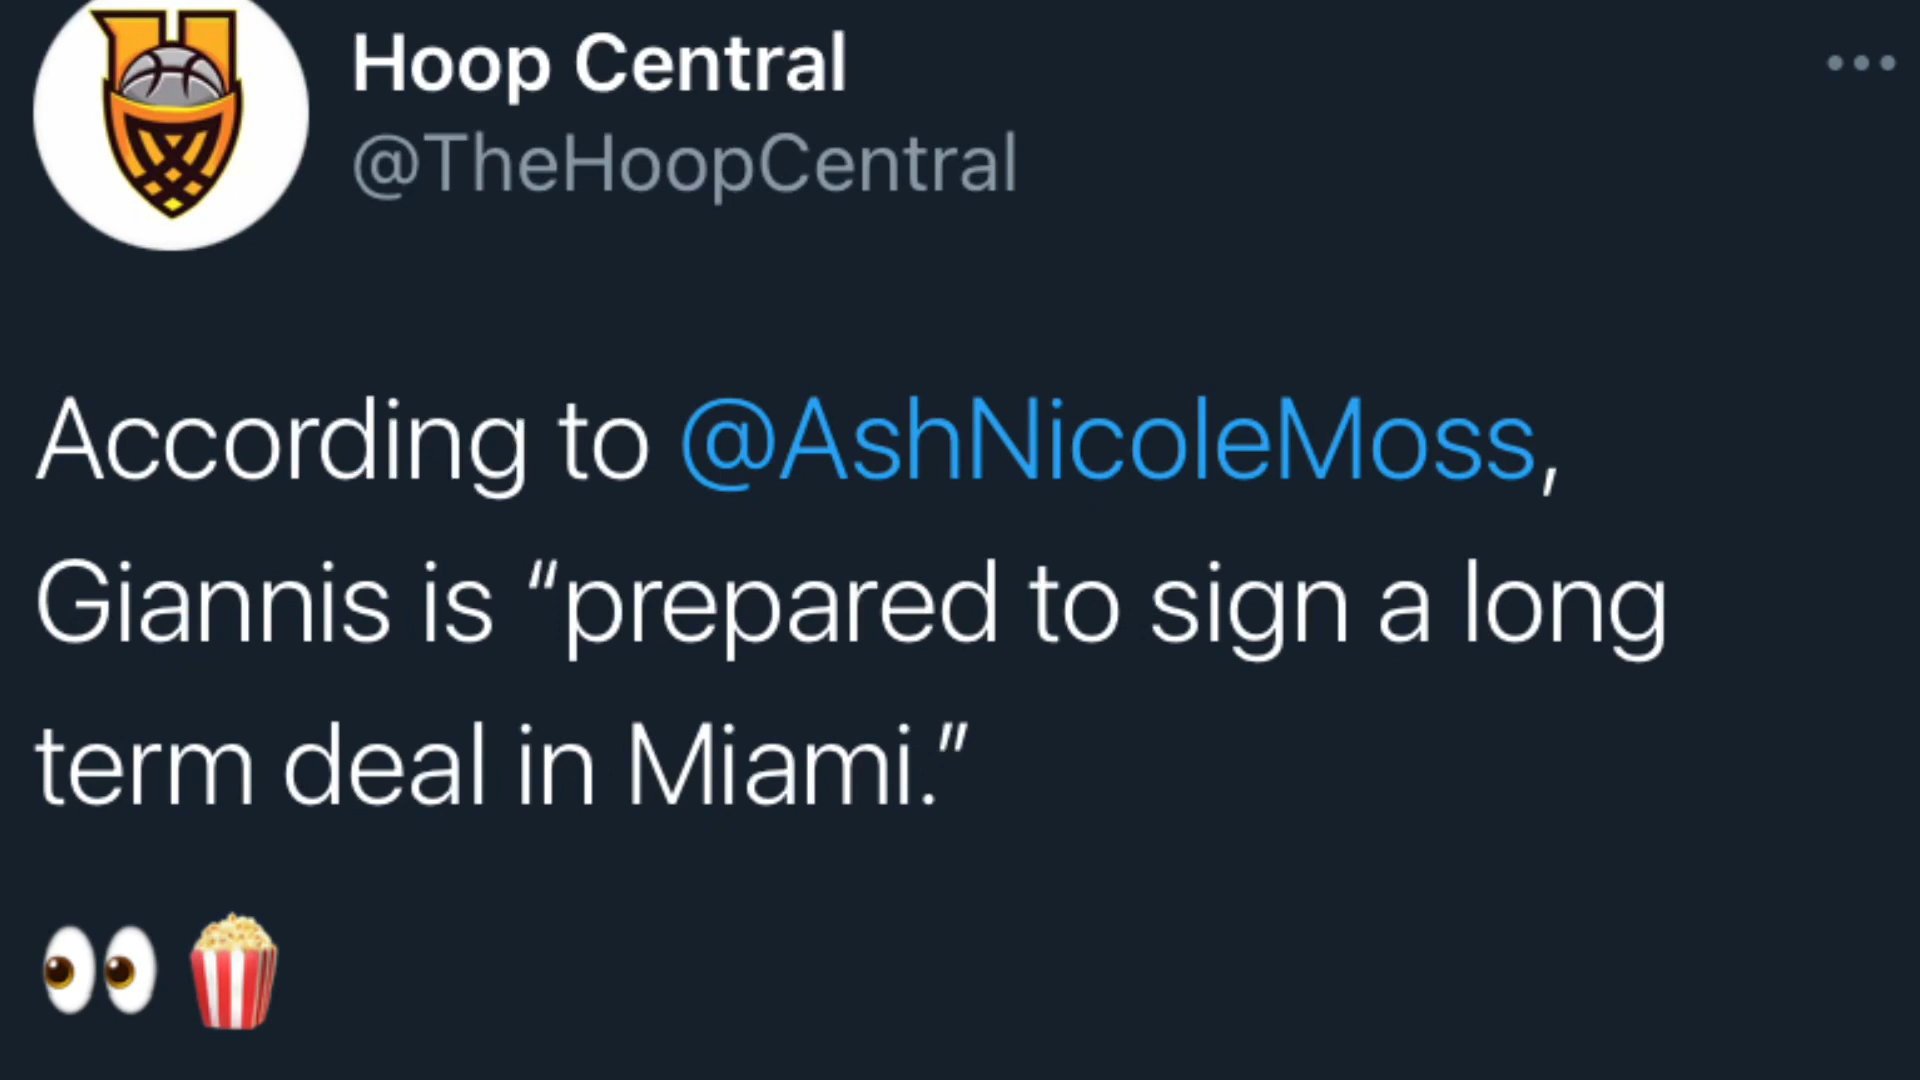 Hoop Central
@TheHoopCentral
According to @AshNicoleMoss,
Giannis is “prepared to sign a long
term deal in Miami.”